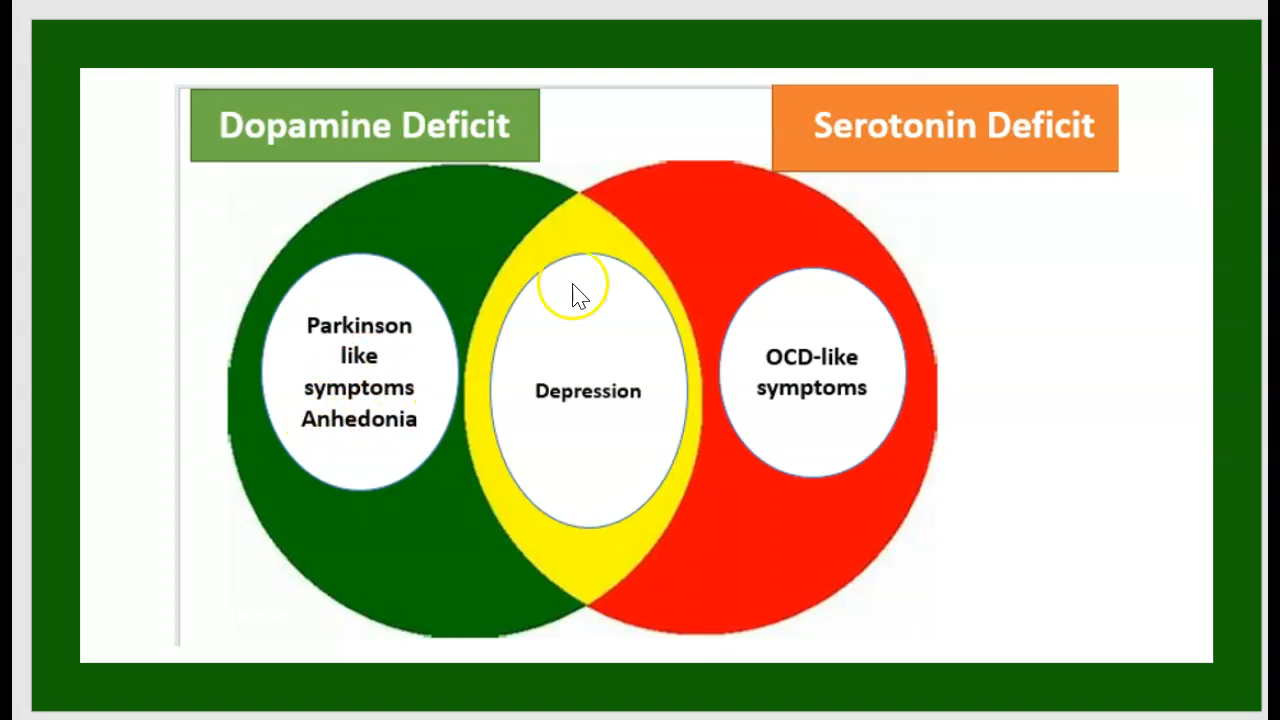 Dopamine Deficit
Serotonin Deficit
Parkinson
like
symptoms
Anhedonia
Depression
OCD-like
symptoms